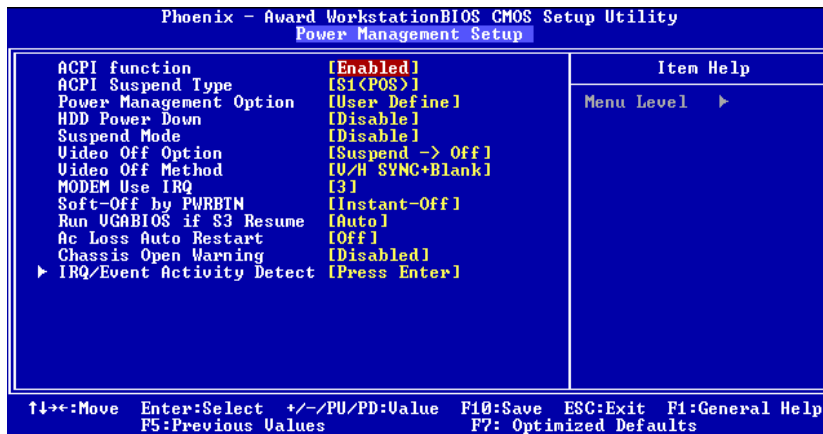 Phoenix - Award WorkstationBIOS CMOS Setup Utility
Power Management Setup
ACPI function [Enabled]
ACPI Suspend Type [S1(POS)]
Power Management Option [User Define]
HDD Power Down [Disable]
Suspend Mode [Disable]
Video Off Option [Suspend -> Off]
Video Off Method [V/H SYNC+Blank]
MODEM Use IRQ [3]
Soft-Off by PWRBTN [Instant-Off]
Run VGABIOS if S3 Resume [Auto]
Ac Loss Auto Restart [Off]
Chassis Open Warning [Disabled]
▶ IRQ/Event Activity Detect [Press Enter]
Item Help
Menu Level ▶
↑↓→←:Move Enter:Select +/-/PU/PD:Value F10:Save ESC:Exit F1:General Help
F5:Previous Values F7: Optimized Defaults